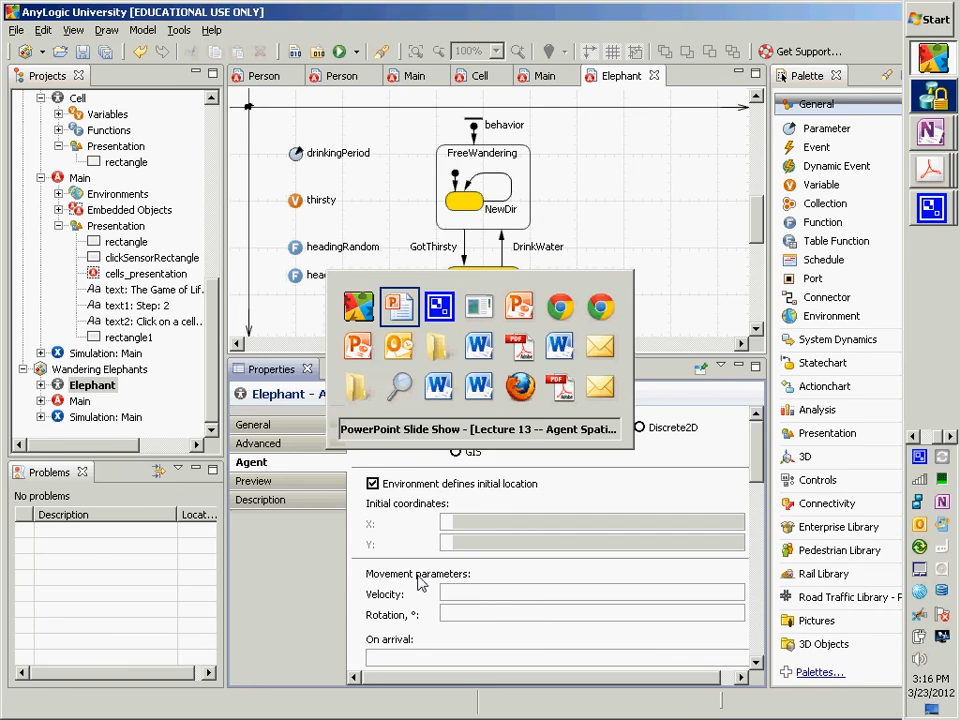 AnyLogic University [EDUCATIONAL USE ONLY]
File Edit View Draw Model Tools Help
100%
Get Support...
Start
Projects
Person
Person
Main
Cell
Main
Elephant
Palette
Cell
Variables
Functions
Presentation
rectangle
Main
Environments
Embedded Objects
Presentation
rectangle
clickSensorRectangle
cells_presentation
Aa text: The Game of Lif..
Aa text1: Step: 2
Aa text2: Click on a cell..
rectangle1
Simulation: Main
Wandering Elephants
Elephant
Main
Simulation: Main
behavior
drinkingPeriod
FreeWandering
V thirsty
NewDir
F headingRandom
GotThirsty
DrinkWater
F hea
General
Parameter
Event
Dynamic Event
Variable
Collection
Function
Table Function
Schedule
Port
Connector
Environment
System Dynamics
Statechart
Actionchart
Analysis
Presentation
3D
Controls
Connectivity
Enterprise Library
Pedestrian Library
Rail Library
Road Traffic Library - P
Pictures
3D Objects
Palettes...
PowerPoint Slide Show - [Lecture 13 -- Agent Spati...
Properties
Elephant - A
General
Advanced
Agent
Preview
Description
Discrete2D
GIS
Environment defines initial location
Initial coordinates:
X:
Y:
Movement parameters:
Velocity:
Rotation, °:
On arrival:
Problems
No problems
Description
Locat...
3:16 PM
3/23/2012